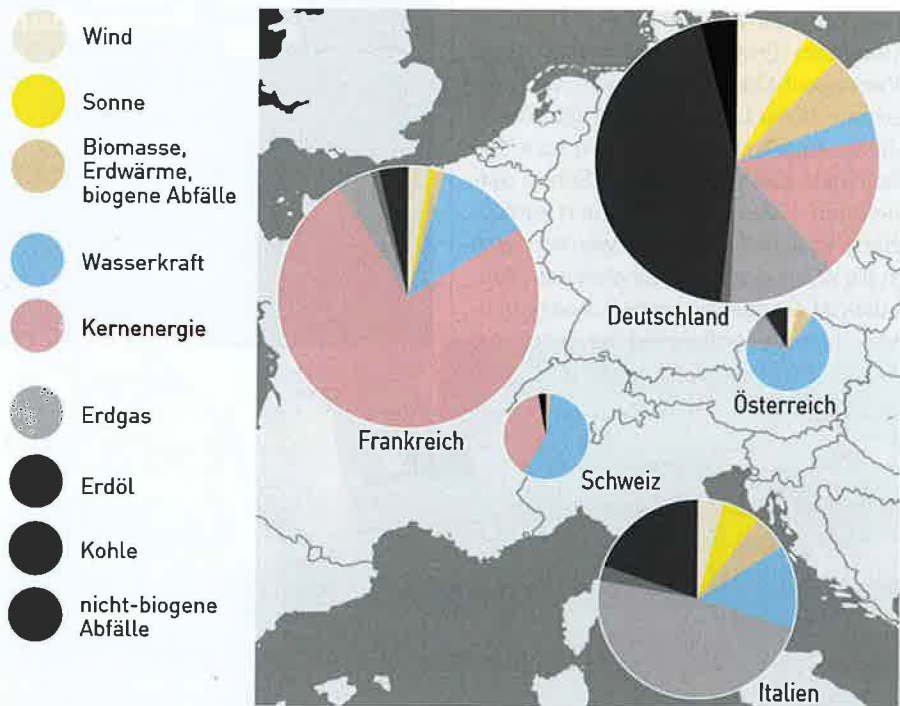 Wind
Sonne
Biomasse,
Erdwärme,
biogene Abfälle
Wasserkraft
Kernenergie
Erdgas
Erdöl
Kohle
nicht-biogene
Abfälle
Deutschland
Österreich
Frankreich
Schweiz
Italien